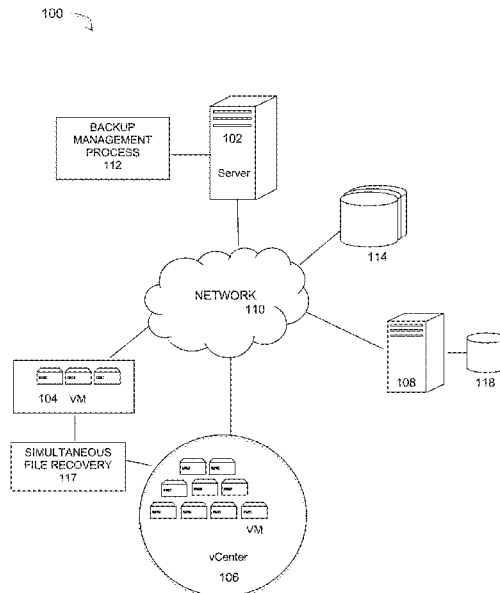 100
BACKUP
MANAGEMENT
PROCESS
112
102
Server
114
NETWORK
110
108
118
104 VM
SIMULTANEOUS
FILE RECOVERY
117
VM
vCenter
106